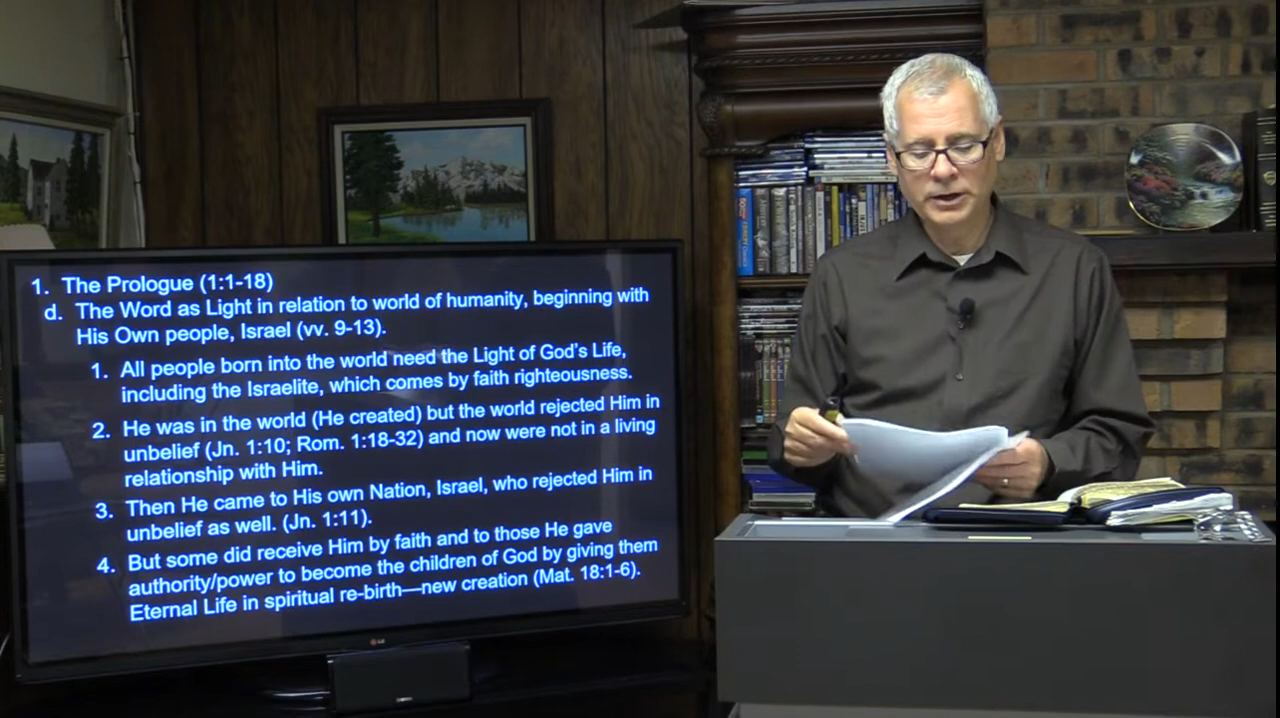 1. The Prologue (1:1-18)
d. The Word as Light in relation to world of humanity, beginning with
His Own people, Israel (vv. 9-13).
1. All people born into the world need the Light of God's Life,
including the Israelite, which comes by faith righteousness.
2. He was in the world (He created) but the world rejected Him in
unbelief (Jn. 1:10; Rom. 1:18-32) and now were not in a living
relationship with Him.
3. Then He came to His own Nation, Israel, who rejected Him in
unbelief as well. (Jn. 1:11).
4. But some did receive Him by faith and to those He gave
authority/power to become the children of God by giving them
Eternal Life in spiritual re-birth—new creation (Mat. 18:1-6).
LG